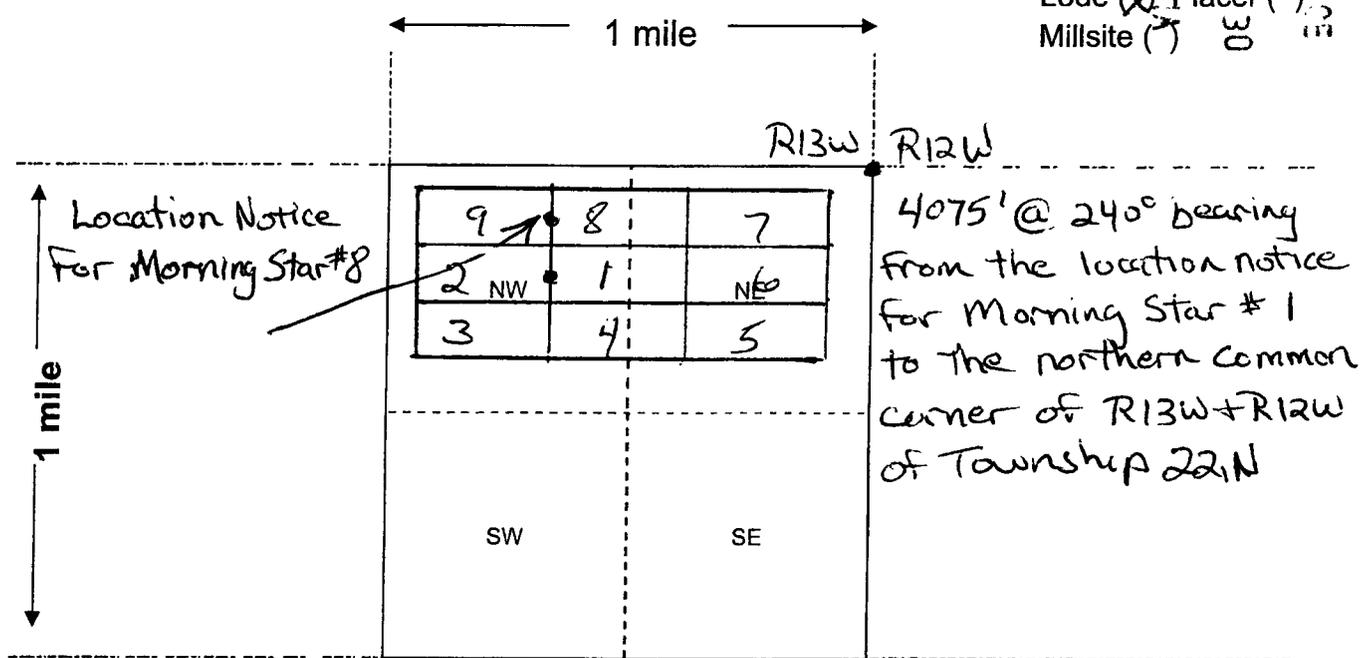 Lode (X) Placer ( )
Millsite ( )
1 mile
R13W R12W
Location Notice
For Morning Star #8
9 8 7
2 NW 1 NE 6
3 4 5
1 mile
4075' @ 240° bearing
from the location notice
for Morning Star # 1
to the northern common
corner of R13W + R12W
of Township 22N
SW SE